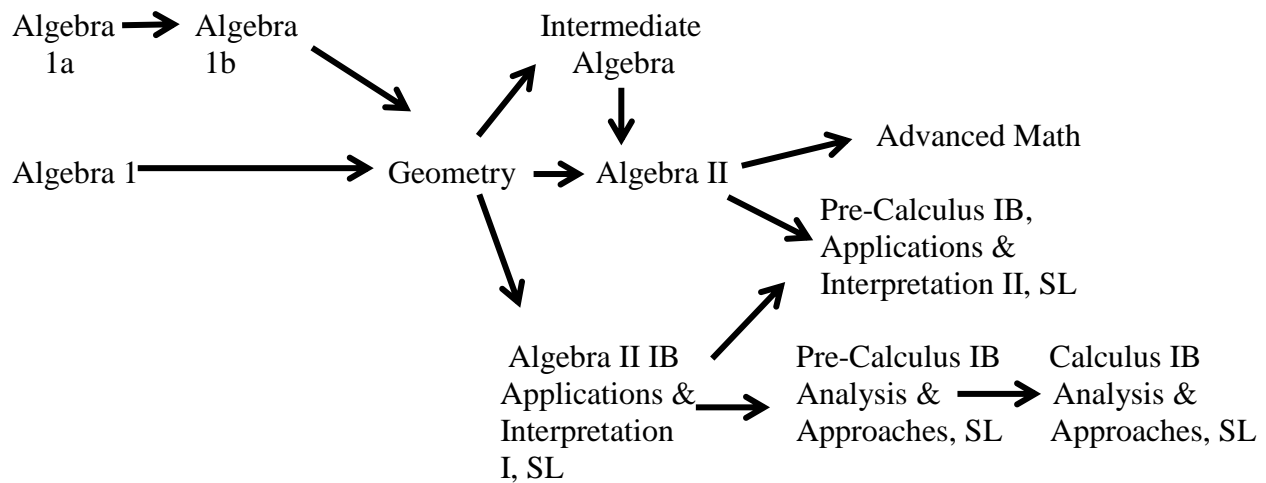 Algebra
1a
Algebra
1b
Intermediate
Algebra
Algebra 1
Geometry
Algebra II
Advanced Math
Pre-Calculus IB,
Applications &
Interpretation II, SL
Algebra II IB
Applications &
Interpretation
I, SL
Pre-Calculus IB
Analysis &
Approaches, SL
Calculus IB
Analysis &
Approaches, SL